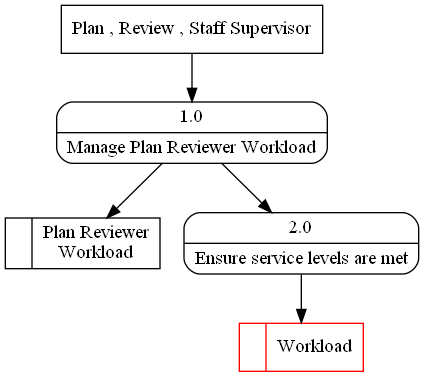 Plan , Review , Staff Supervisor
1.0
Manage Plan Reviewer Workload
Plan Reviewer
Workload
2.0
Ensure service levels are met
Workload